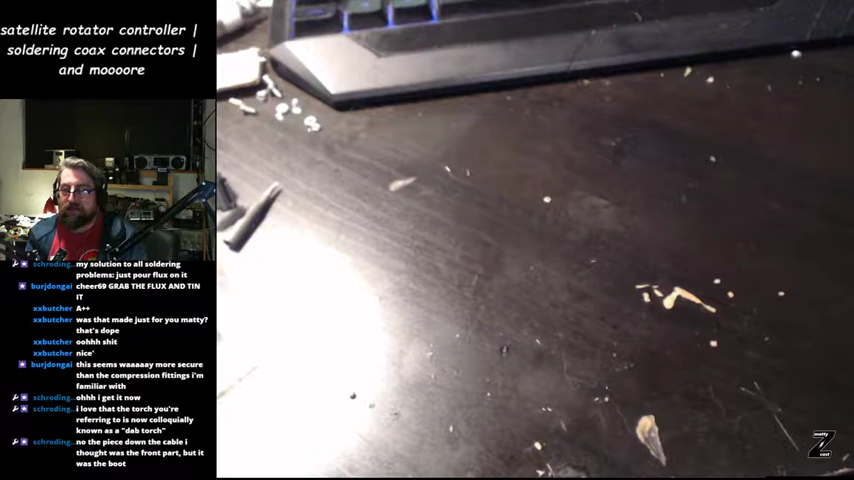 satellite rotator controller |
soldering coax connectors |
and moooore
schroding.. my solution to all soldering
problems: just pour flux on it
burjdongai cheer69 GRAB THE FLUX AND TIN
IT
xxbutcher A++
xxbutcher was that made just for you matty?
that's dope
xxbutcher oohhh shit
xxbutcher nice'
burjdongai this seems waaaay more secure
than the compression fittings i'm
familiar with
schroding.. ohhh i get it now
schroding.. i love that the torch you're
referring to is now colloquially
known as a "dab torch"
schroding.. no the piece down the cable i
thought was the front part, but it
was the boot
matty
Z
cast